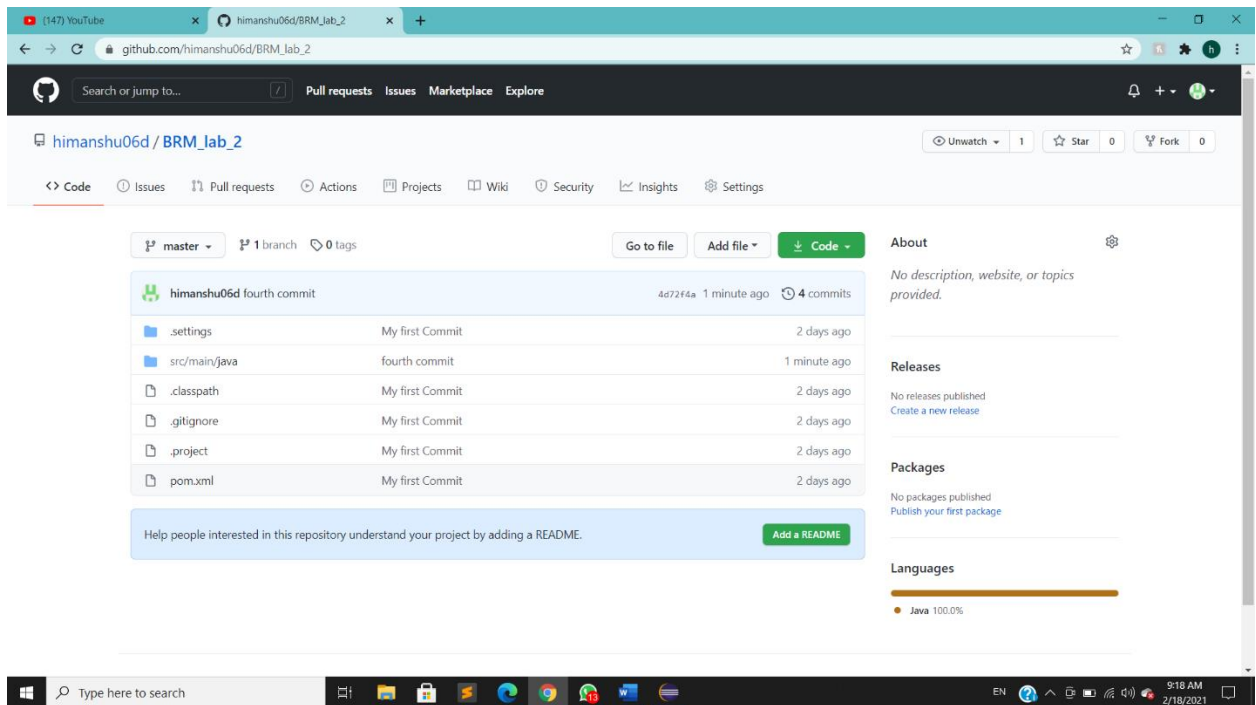 (147) YouTube
himanshu06d/BRM_lab_2
github.com/himanshu06d/BRM_lab_2
h
Search or jump to...
/
Pull requests Issues Marketplace Explore
himanshu06d / BRM_lab_2
Unwatch 1 Star 0 Fork 0
<> Code Issues Pull requests Actions Projects Wiki Security Insights Settings
master 1 branch 0 tags Go to file Add file Code
himanshu06d fourth commit 4d72f4a 1 minute ago 4 commits
.settings My first Commit 2 days ago
src/main/java fourth commit 1 minute ago
.classpath My first Commit 2 days ago
.gitignore My first Commit 2 days ago
.project My first Commit 2 days ago
pom.xml My first Commit 2 days ago
Help people interested in this repository understand your project by adding a README. Add a README
About
No description, website, or topics
provided.
Releases
No releases published
Create a new release
Packages
No packages published
Publish your first package
Languages
Java 100.0%
Type here to search
13
W
EN
9:18 AM
2/18/2021